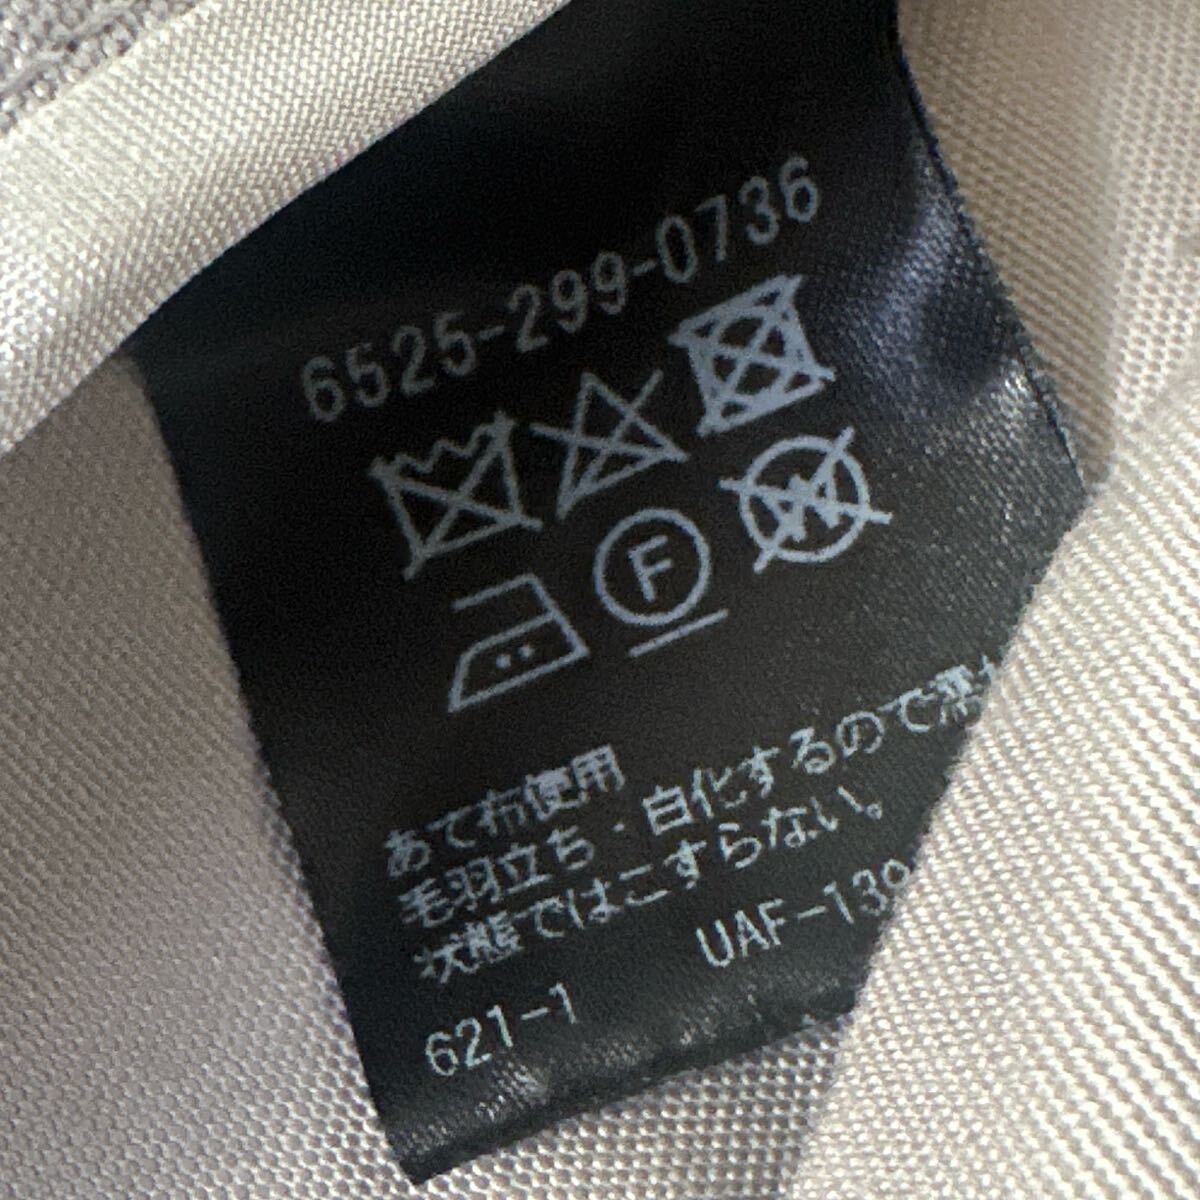 6525-299-0736
W
F
あて布使用
毛羽立ち・白化するので濡
状態ではこすらない。
UAF-139
621-1